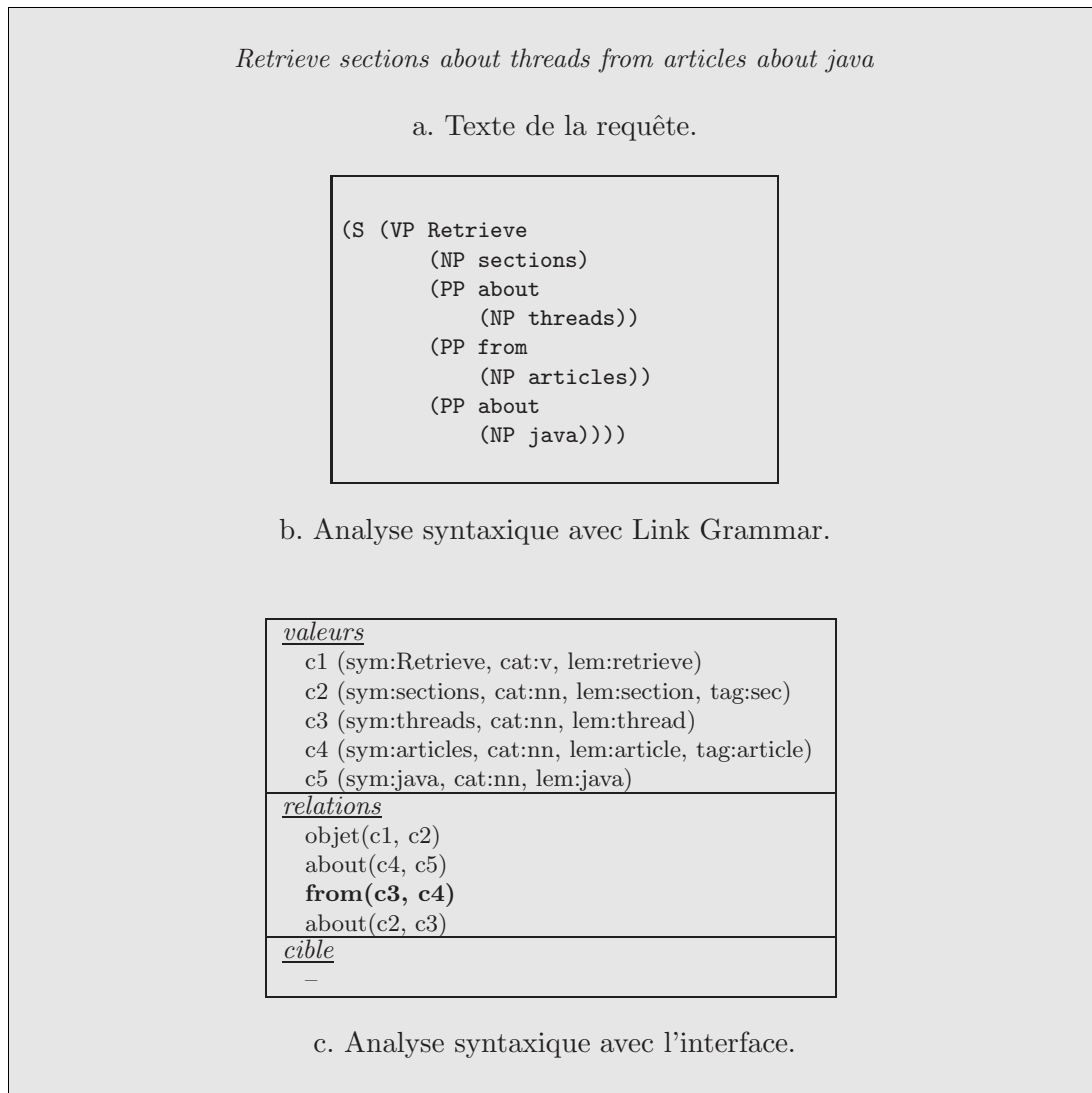 Retrieve sections about threads from articles about java
a. Texte de la requête.
(S (VP Retrieve
(NP sections)
(PP about
(NP threads))
(PP from
(NP articles))
(PP about
(NP java))))
b. Analyse syntaxique avec Link Grammar.
valeurs
c1 (sym:Retrieve, cat:v, lem:retrieve)
c2 (sym:sections, cat:nn, lem:section, tag:sec)
c3 (sym:threads, cat:nn, lem:thread)
c4 (sym:articles, cat:nn, lem:article, tag:article)
c5 (sym:java, cat:nn, lem:java)
relations
objet(c1, c2)
about(c4, c5)
from(c3, c4)
about(c2, c3)
cible
–
c. Analyse syntaxique avec l'interface.